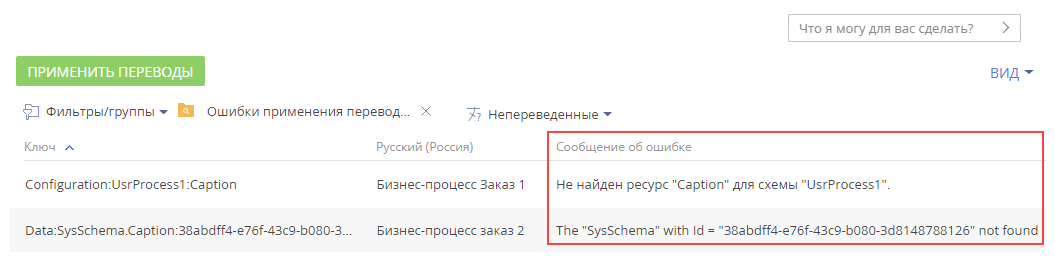 Что я могу для вас сделать?
ПРИМЕНИТЬ ПЕРЕВОДЫ
ВИД
Фильтры/группы Ошибки применения перевод... Непереведенные
Ключ Русский (Россия) Сообщение об ошибке
Configuration:UsrProcess1:Caption Бизнес-процесс Заказ 1 Не найден ресурс "Caption" для схемы "UsrProcess1".
Data:SysSchema.Caption:38abdff4-e76f-43c9-b080-3... Бизнес-процесс заказ 2 The "SysSchema" with Id = "38abdff4-e76f-43c9-b080-3d8148788126" not found